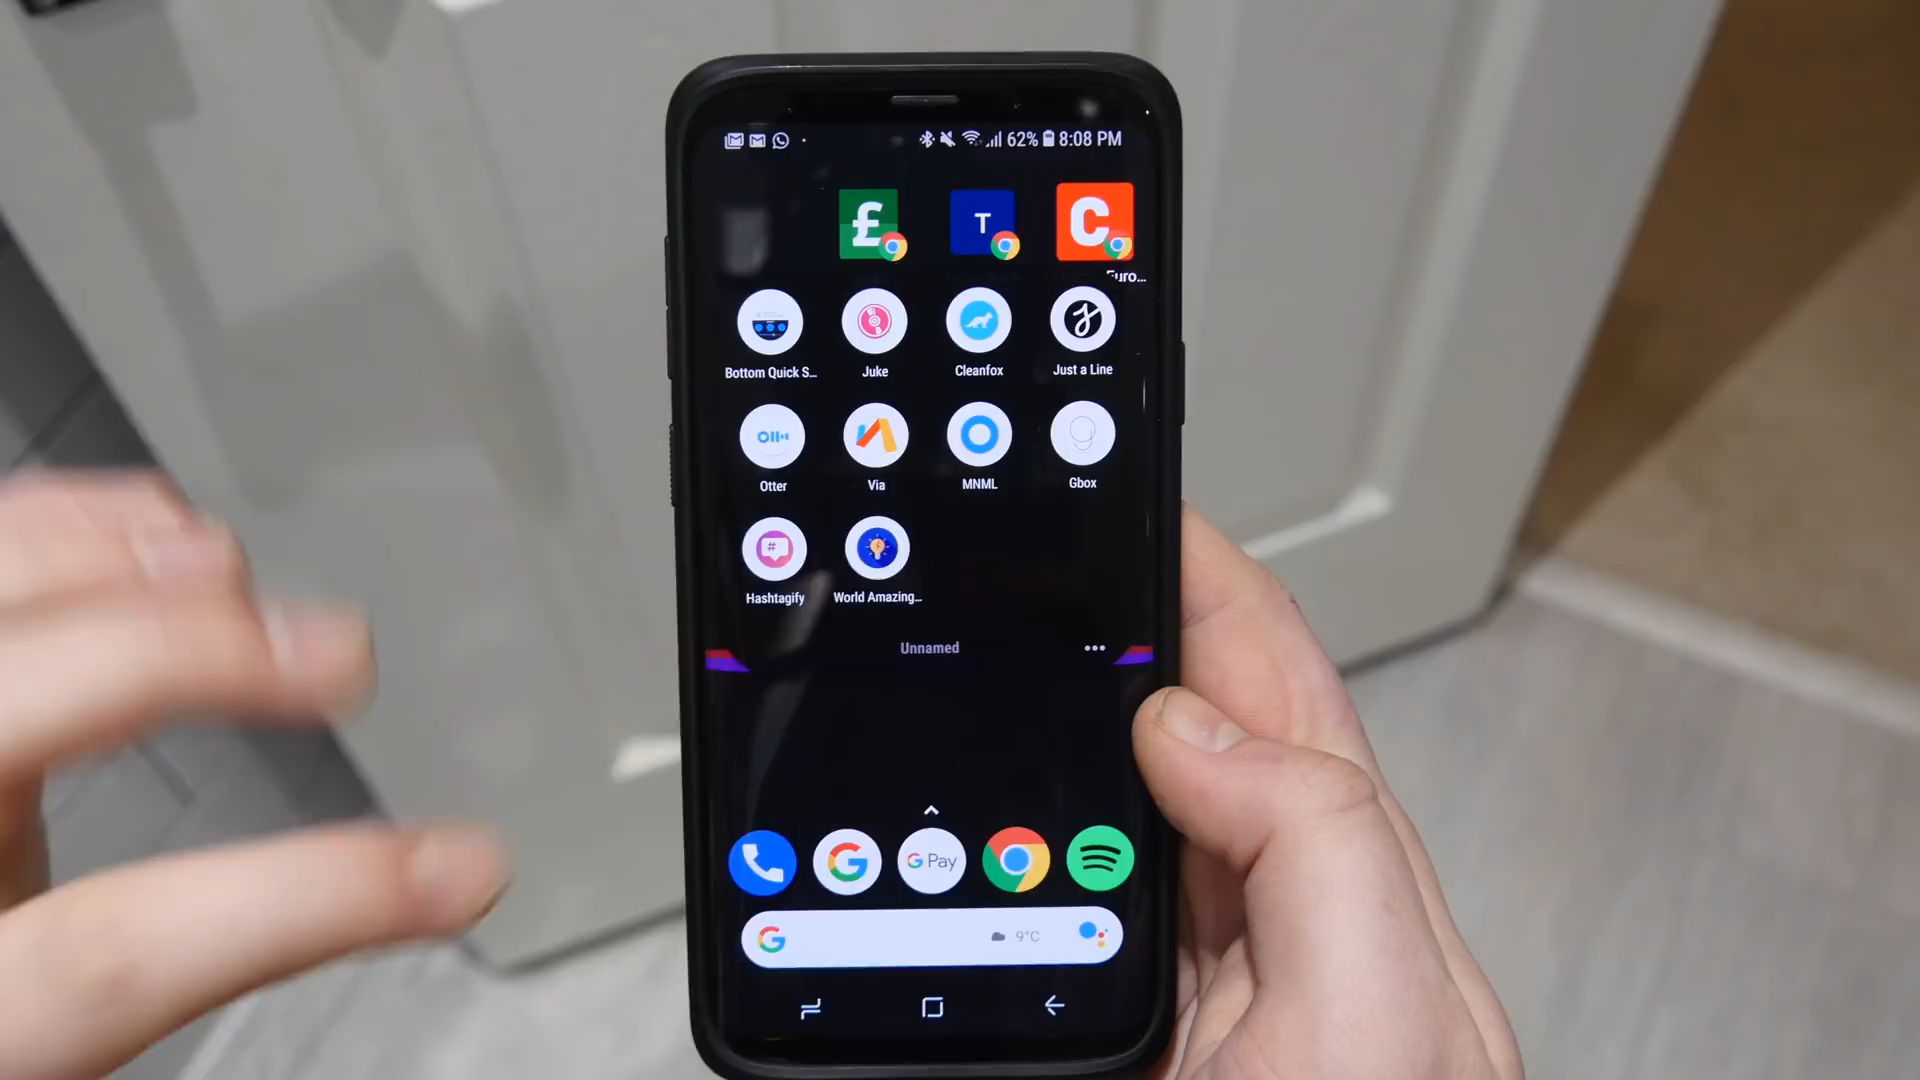 62% 8:08 PM
£ T C
Euro...
Bottom Quick S... Juke Cleanfox Just a Line
Otter Via MNML Gbox
#
Hashtagify World Amazing...
Unnamed
G G Pay
G 9°C